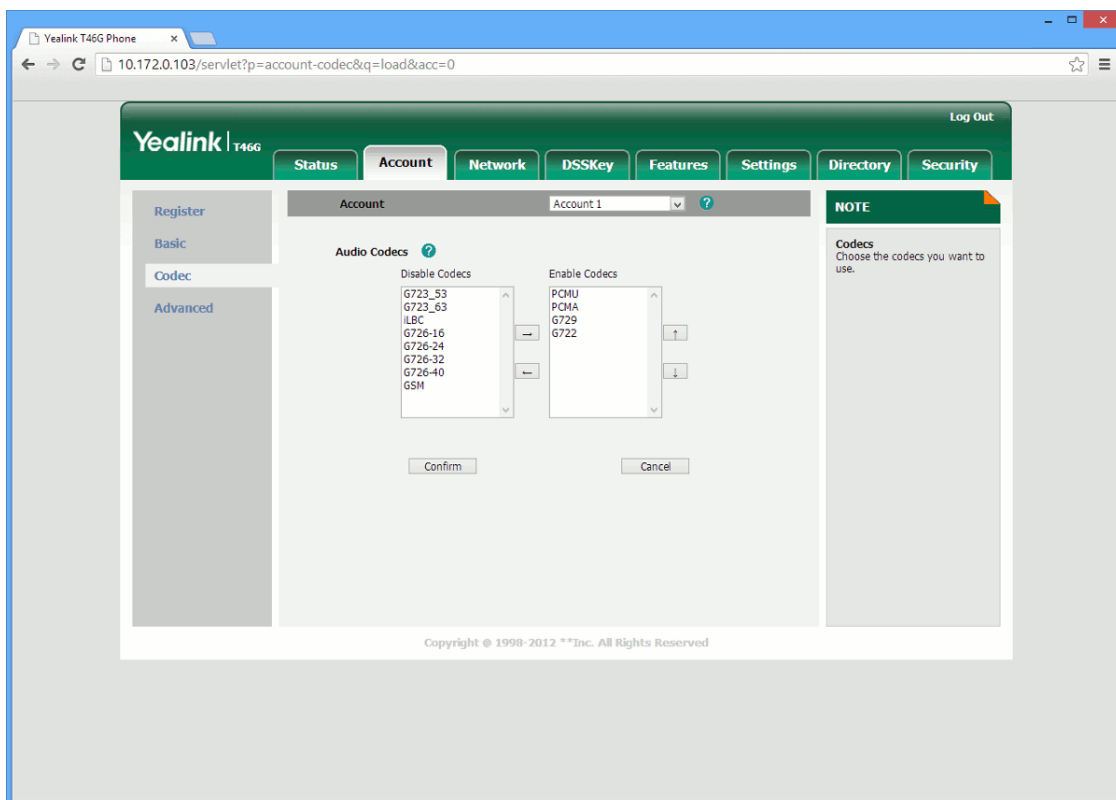 Yealink T46G Phone
10.172.0.103/servlet?p=account-codec&q=load&acc=0
Log Out
Yealink T46G
Status Account Network DSSKey Features Settings Directory Security
Register
Basic
Codec
Advanced
Account Account 1 ?
Audio Codecs ?
Disable Codecs
G723_53
G723_63
iLBC
G726-16
G726-24
G726-32
G726-40
GSM
→
←
Enable Codecs
PCMU
PCMA
G729
G722
↑
↓
Confirm Cancel
NOTE
Codecs
Choose the codecs you want to
use.
Copyright @ 1998-2012 **Inc. All Rights Reserved